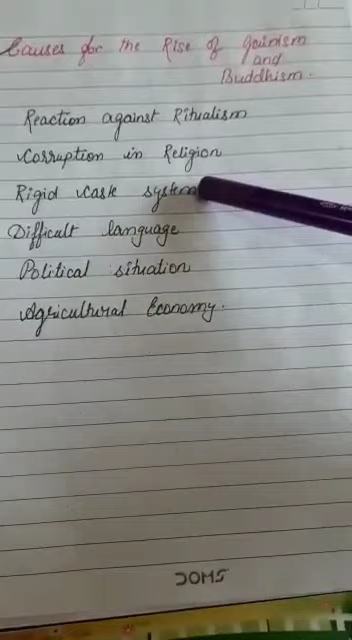 Causes for the Rise of Jainism
and
Buddhism.
Reaction against Ritualism
Corruption in Religion
Rigid Caste system
Difficult language
Political situation
Agricultural Economy.
DOMS